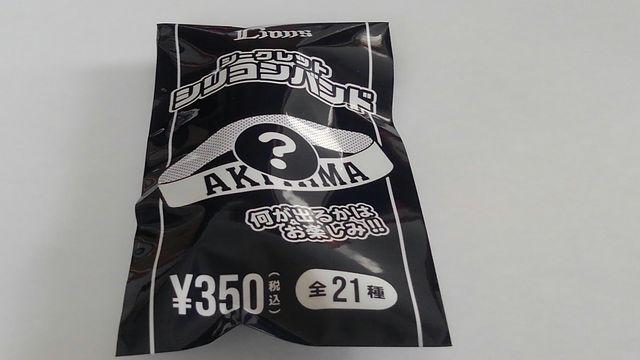 Lions
シークレット
シリコンバンド
?
AKIYAMA
何が出るかは
お楽しみ!!
¥350(税込)
全21種